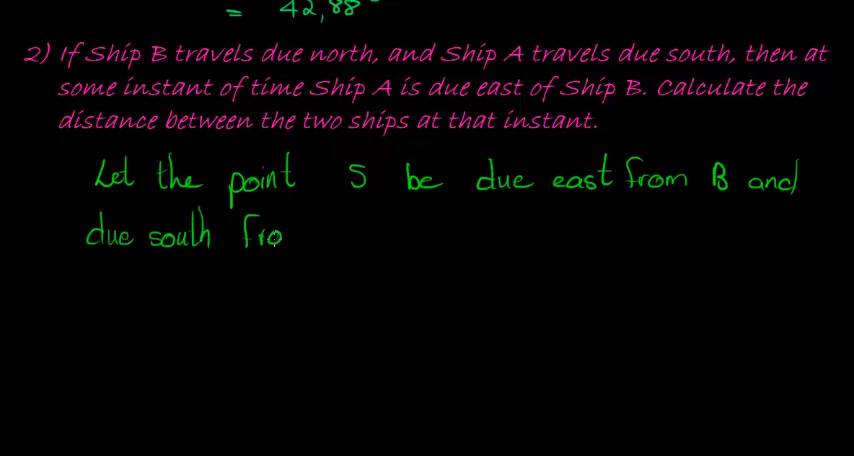 = 42,88°
2) If Ship B travels due north, and Ship A travels due south, then at
some instant of time Ship A is due east of Ship B. Calculate the
distance between the two ships at that instant.
Let the point S be due east from B and
due south fro